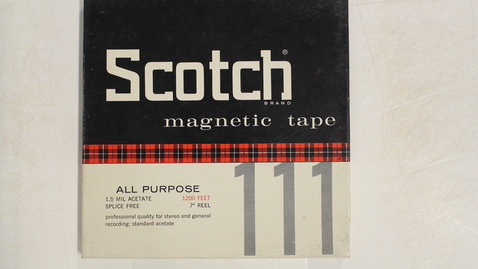 Scotch®
BRAND
magnetic tape
ALL PURPOSE
1.5 MIL ACETATE 1200 FEET
SPLICE FREE 7" REEL
professional quality for stereo and general
recording; standard acetate
111